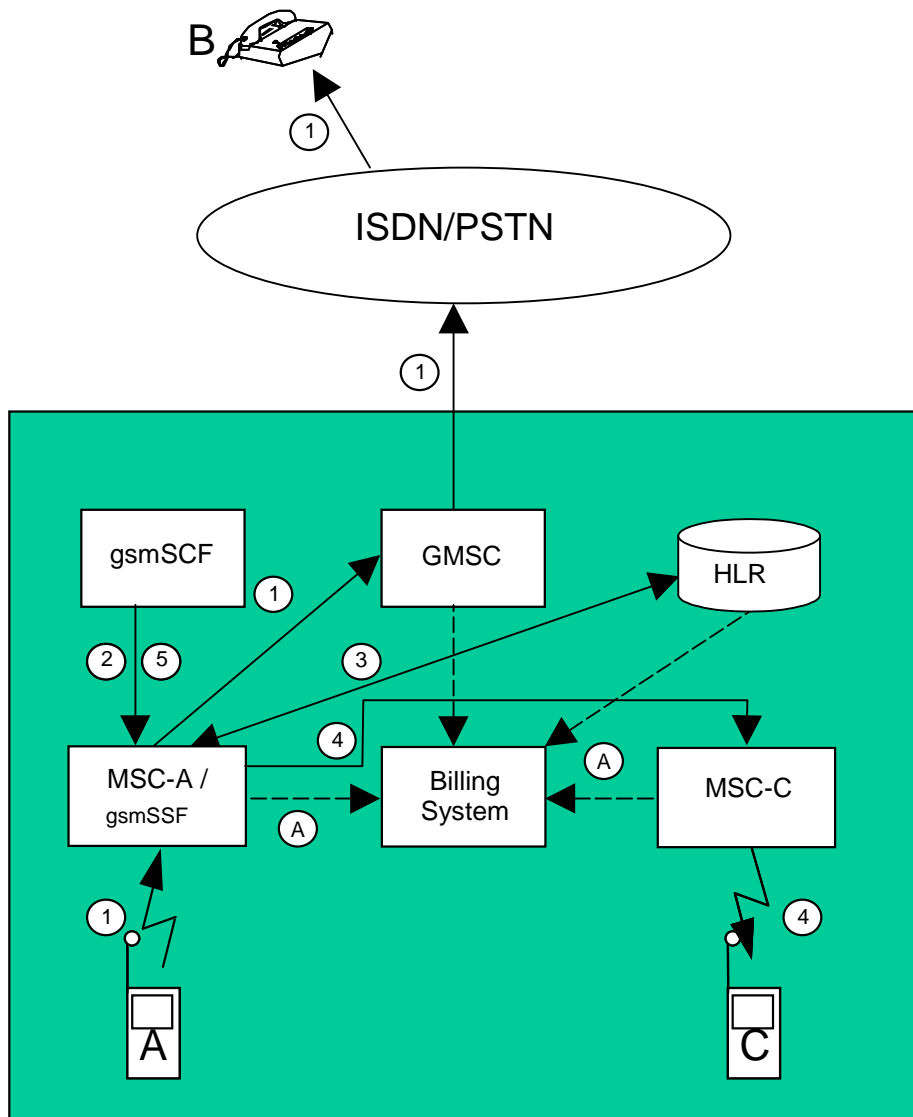 B
1
ISDN/PSTN
1
gsmSCF
GMSC
HLR
1
2
5
3
4
MSC-A /
gsmSSF
Billing
System
A
MSC-C
A
1
4
A
C